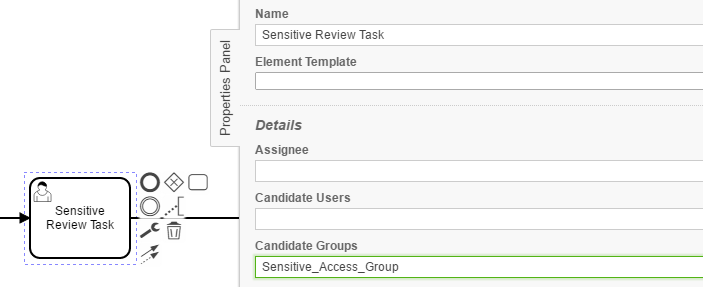 Name
Sensitive Review Task
Element Template
Properties Panel
Details
Assignee
Candidate Users
Candidate Groups
Sensitive_Access_Group
Sensitive
Review Task